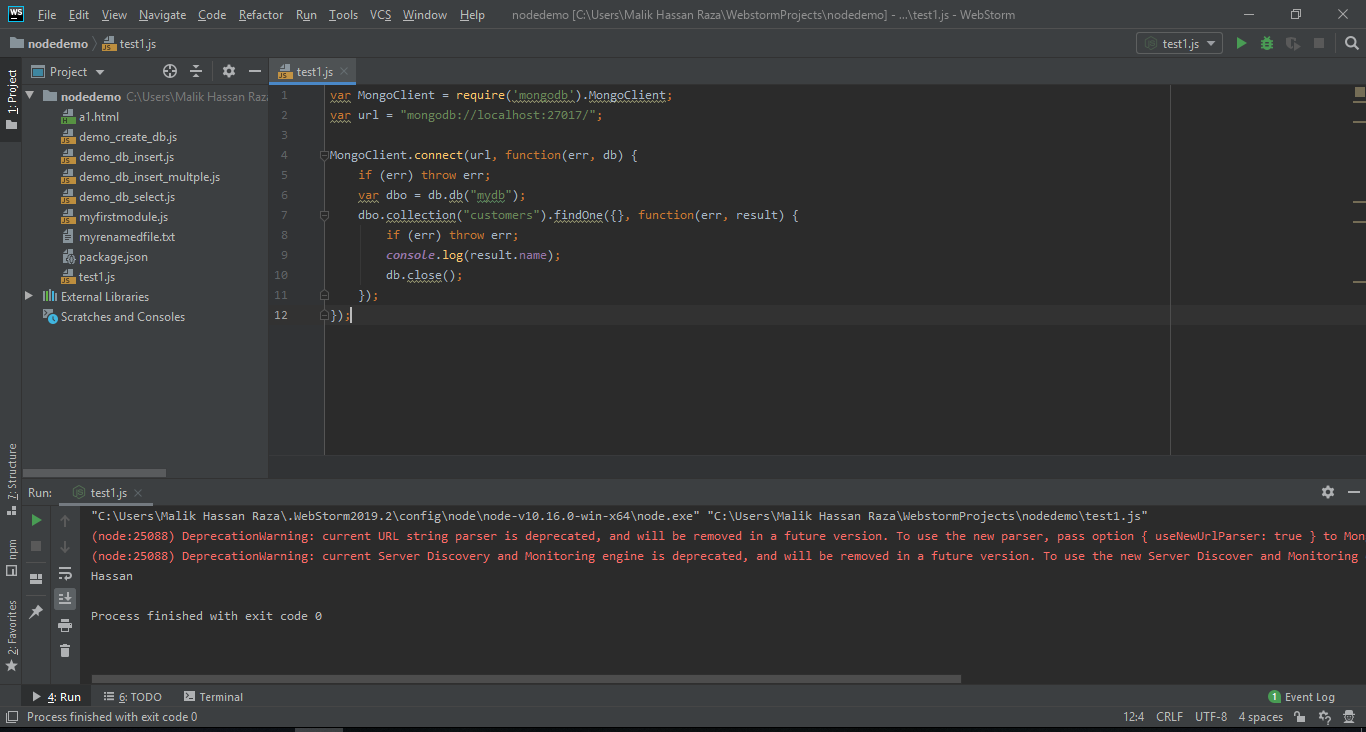 WS File Edit View Navigate Code Refactor Run Tools VCS Window Help nodedemo [C:\Users\Malik Hassan Raza\WebstormProjects\nodedemo] - ...\test1.js - WebStorm
nodedemo test1.js test1.js
1: Project
Project
test1.js
nodedemo C:\Users\Malik Hassan Raza
a1.html
demo_create_db.js
demo_db_insert.js
demo_db_insert_multple.js
demo_db_select.js
myfirstmodule.js
myrenamedfile.txt
package.json
test1.js
External Libraries
Scratches and Consoles
1 var MongoClient = require('mongodb').MongoClient;
2 var url = "mongodb://localhost:27017/";
3
4 MongoClient.connect(url, function(err, db) {
5 if (err) throw err;
6 var dbo = db.db("mydb");
7 dbo.collection("customers").findOne({}, function(err, result) {
8 if (err) throw err;
9 console.log(result.name);
10 db.close();
11 });
12 });
7: Structure
npm
2: Favorites
Run: test1.js
"C:\Users\Malik Hassan Raza\.WebStorm2019.2\config\node\node-v10.16.0-win-x64\node.exe" "C:\Users\Malik Hassan Raza\WebstormProjects\nodedemo\test1.js"
(node:25088) DeprecationWarning: current URL string parser is deprecated, and will be removed in a future version. To use the new parser, pass option { useNewUrlParser: true } to Mon
(node:25088) DeprecationWarning: current Server Discovery and Monitoring engine is deprecated, and will be removed in a future version. To use the new Server Discover and Monitoring
Hassan
Process finished with exit code 0
4: Run 6: TODO Terminal 1 Event Log
Process finished with exit code 0 12:4 CRLF UTF-8 4 spaces